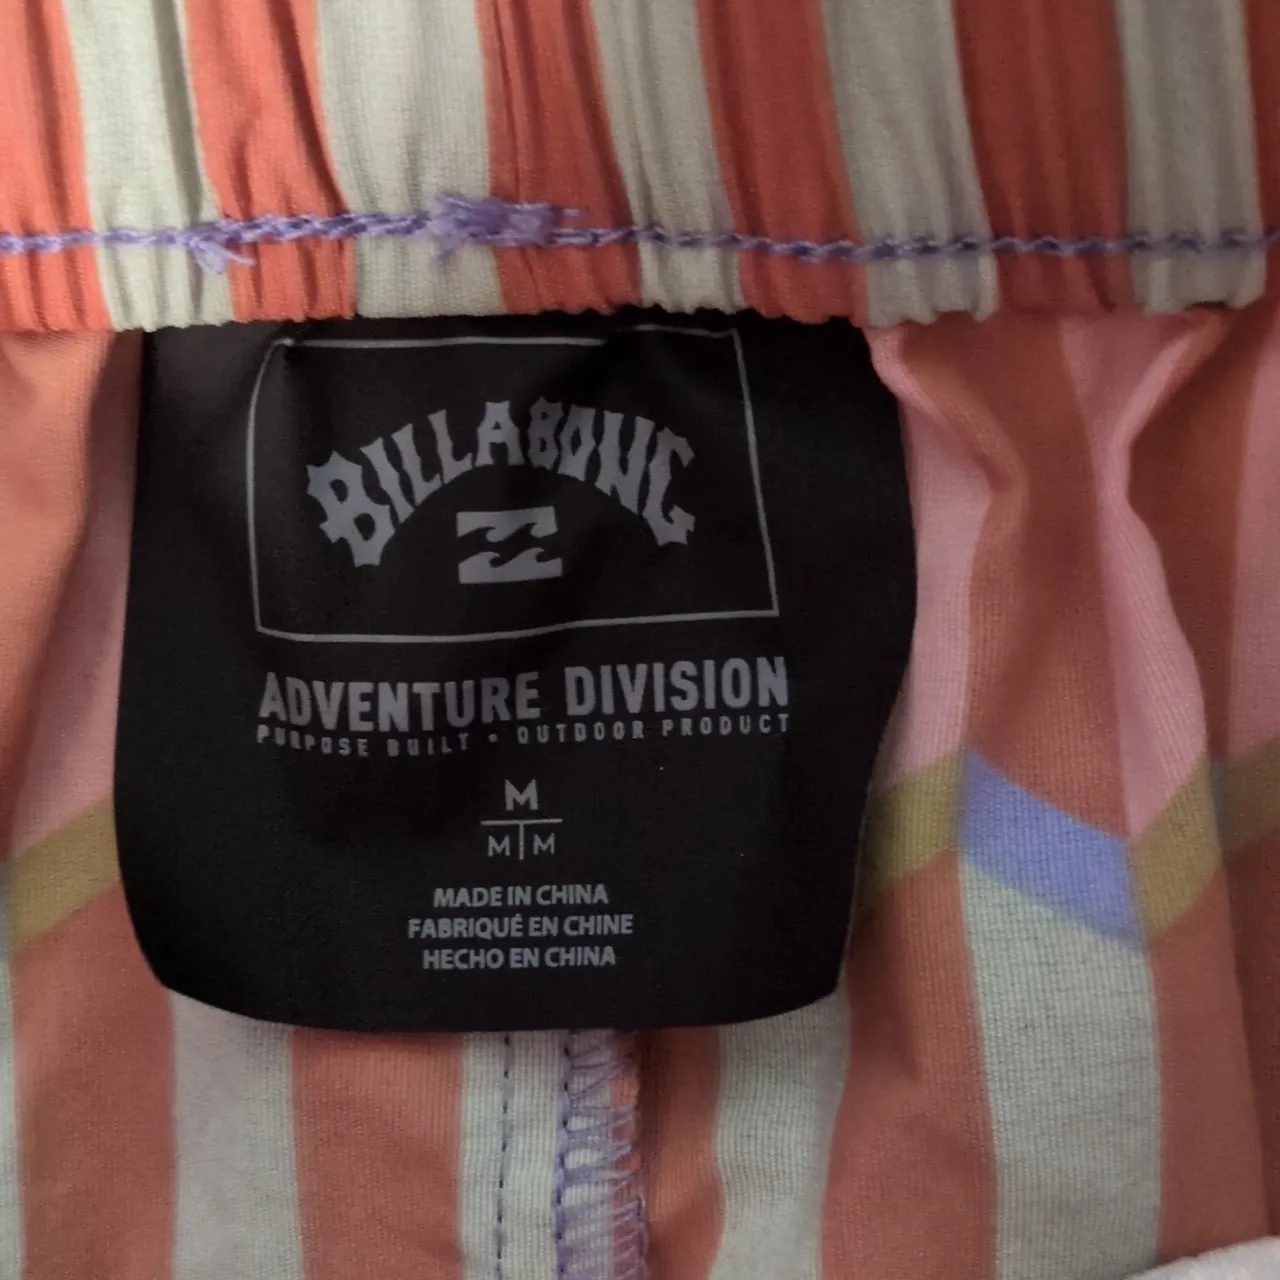 BILLABONG
ADVENTURE DIVISION
PURPOSE BUILT • OUTDOOR PRODUCT
M
M M
MADE IN CHINA
FABRIQUÉ EN CHINE
HECHO EN CHINA